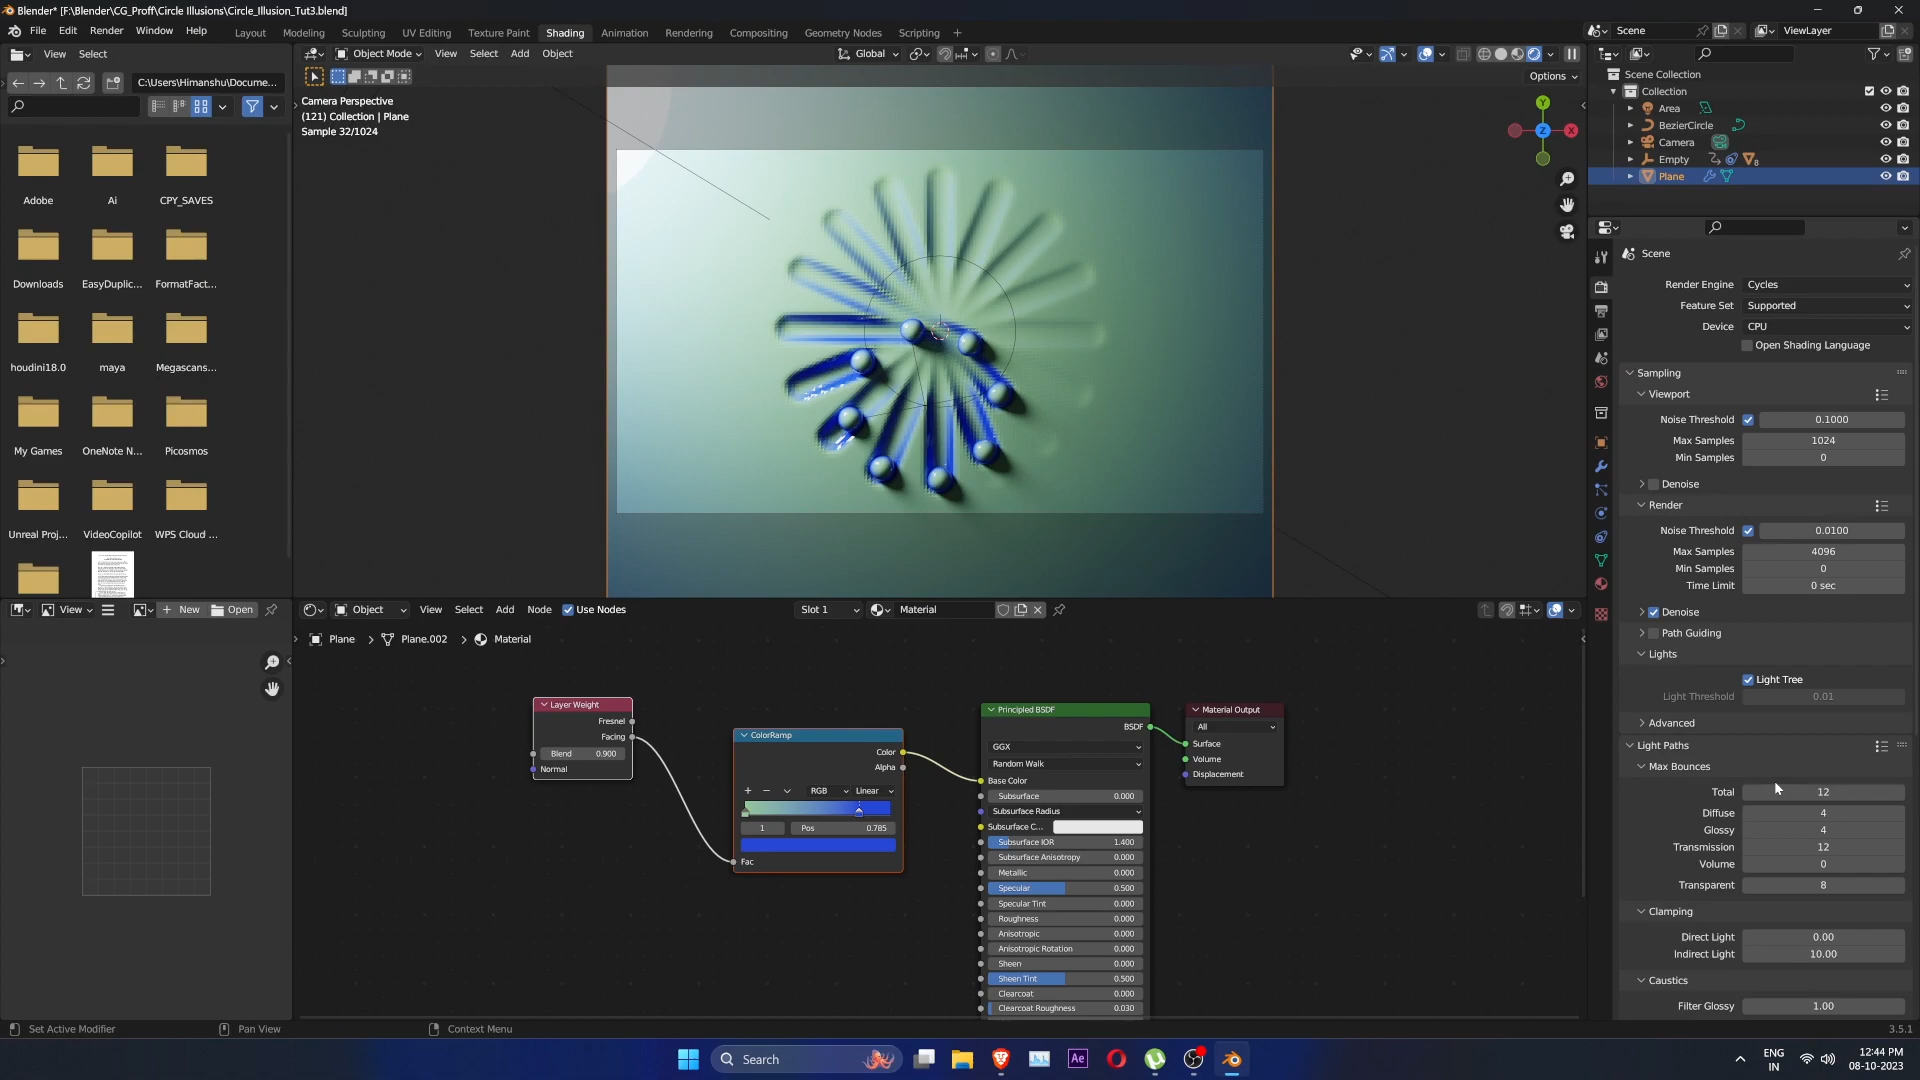 Blender* [F:\Blender\CG_Proff\Circle Illusions\Circle_Illusion_Tut3.blend]
File Edit Render Window Help
Layout Modeling Sculpting UV Editing Texture Paint Shading Animation Rendering Compositing Geometry Nodes Scripting +
Scene
ViewLayer
View Select
Object Mode View Select Add Object
Global
C:\Users\Himanshu\Docume...
Options
Camera Perspective
(121) Collection | Plane
Sample 32/1024
Y
Z
X
Adobe
Ai
CPY_SAVES
Downloads
EasyDuplic...
FormatFact...
houdini18.0
maya
Megascans...
My Games
OneNote N...
Picosmos
Unreal Proj...
VideoCopilot
WPS Cloud ...
Scene Collection
Collection
Area
BezierCircle
Camera
Empty
8
Plane
Scene
Render Engine Cycles
Feature Set Supported
Device CPU
Open Shading Language
Sampling
Viewport
Noise Threshold 0.1000
Max Samples 1024
Min Samples 0
Denoise
Render
Noise Threshold 0.0100
Max Samples 4096
Min Samples 0
Time Limit 0 sec
Denoise
Path Guiding
Lights
Light Tree
Light Threshold 0.01
Advanced
Light Paths
Max Bounces
Total 12
Diffuse 4
Glossy 4
Transmission 12
Volume 0
Transparent 8
Clamping
Direct Light 0.00
Indirect Light 10.00
Caustics
Filter Glossy 1.00
View
New
Open
Object View Select Add Node Use Nodes
Slot 1
Material
Plane > Plane.002 > Material
Layer Weight
Fresnel
Facing
Blend 0.900
Normal
ColorRamp
Color
Alpha
+ − RGB Linear
1 Pos 0.785
Fac
Principled BSDF
BSDF
GGX
Random Walk
Base Color
Subsurface 0.000
Subsurface Radius
Subsurface C...
Subsurface IOR 1.400
Subsurface Anisotropy 0.000
Metallic 0.000
Specular 0.500
Specular Tint 0.000
Roughness 0.000
Anisotropic 0.000
Anisotropic Rotation 0.000
Sheen 0.000
Sheen Tint 0.500
Clearcoat 0.000
Clearcoat Roughness 0.030
Material Output
All
Surface
Volume
Displacement
Set Active Modifier
Pan View
Context Menu
3.5.1
Search
Ae
ENG
IN
12:44 PM
08-10-2023